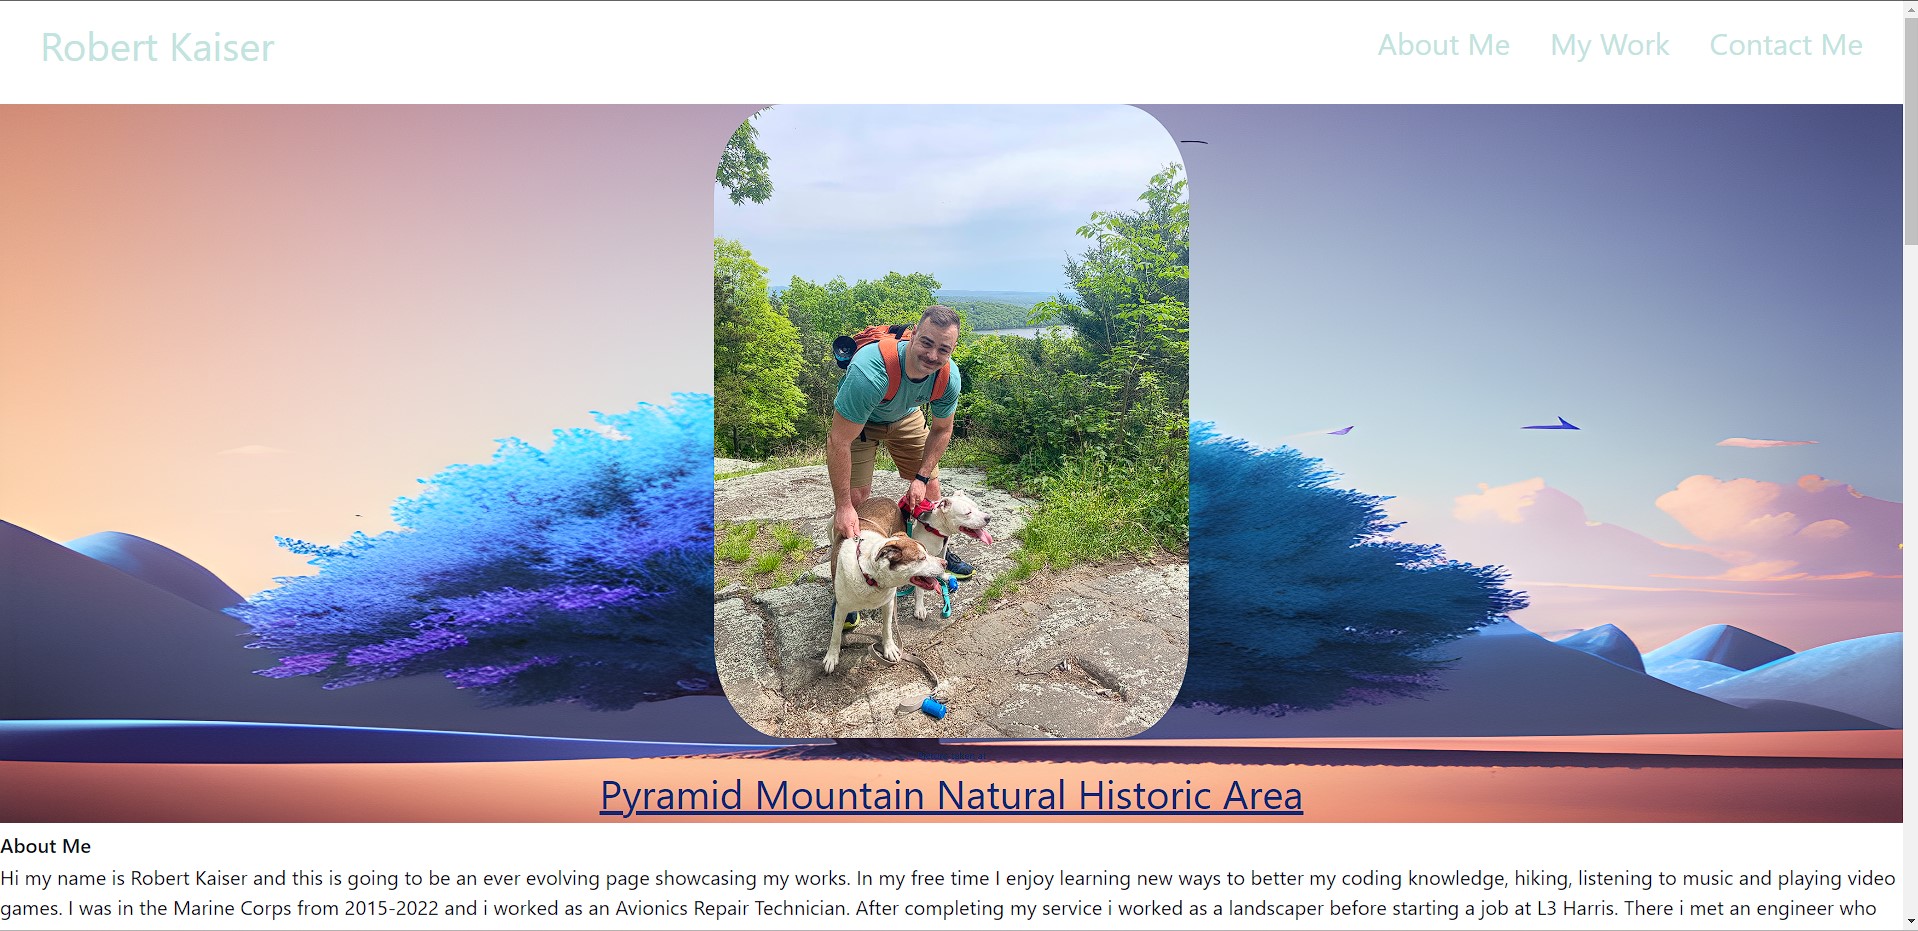 Robert Kaiser
About Me My Work Contact Me
Pyramid Mountain Natural Historic Area
About Me
Hi my name is Robert Kaiser and this is going to be an ever evolving page showcasing my works. In my free time I enjoy learning new ways to better my coding knowledge, hiking, listening to music and playing video
games. I was in the Marine Corps from 2015-2022 and i worked as an Avionics Repair Technician. After completing my service i worked as a landscaper before starting a job at L3 Harris. There i met an engineer who